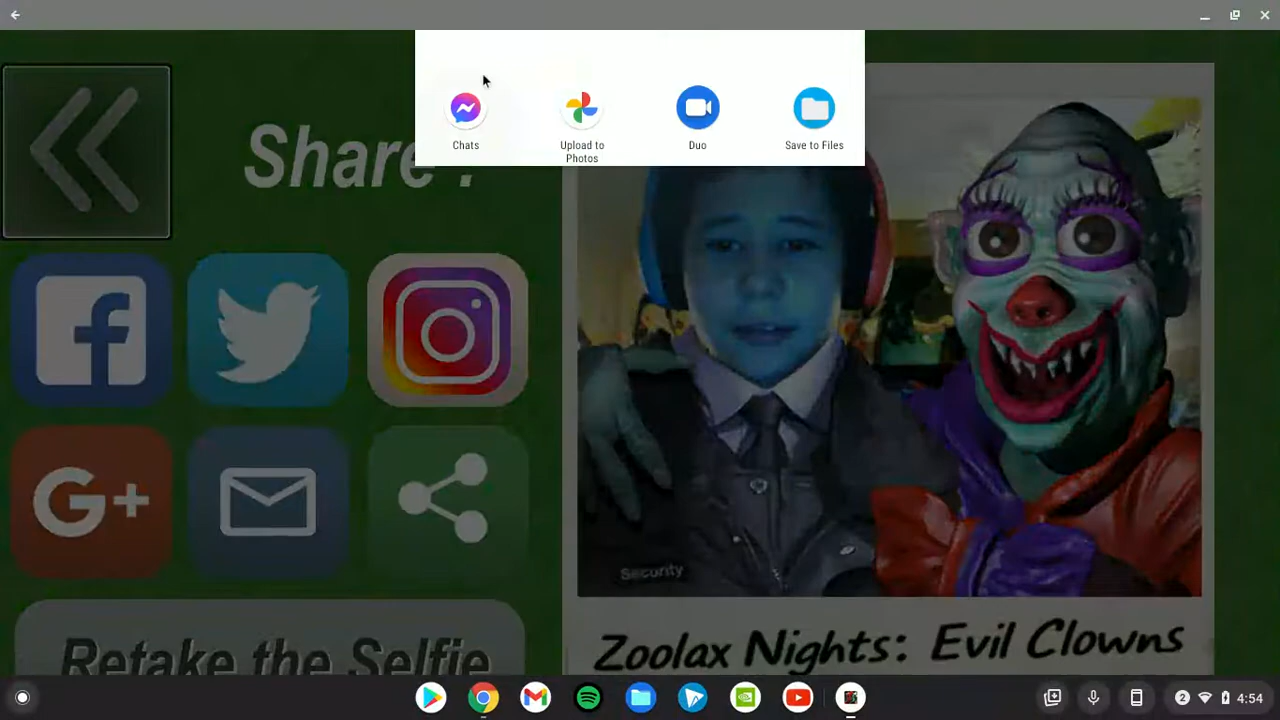 Chats
Upload to
Photos
Duo
Save to Files
Share :
G+
Security
Retake the Selfie
Zoolax Nights: Evil Clowns
2
4:54